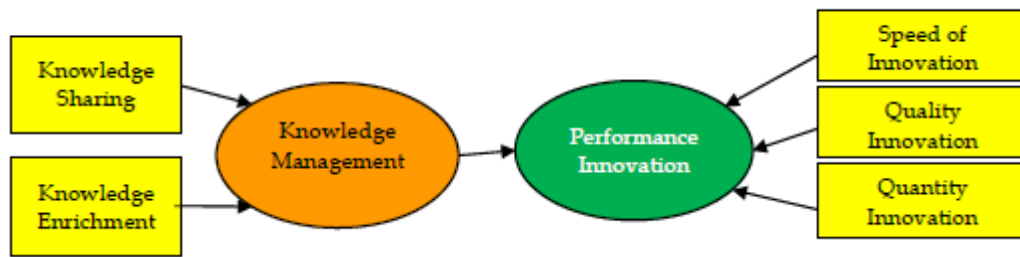 Knowledge
Sharing
Knowledge
Enrichment
Knowledge
Management
Performance
Innovation
Speed of
Innovation
Quality
Innovation
Quantity
Innovation